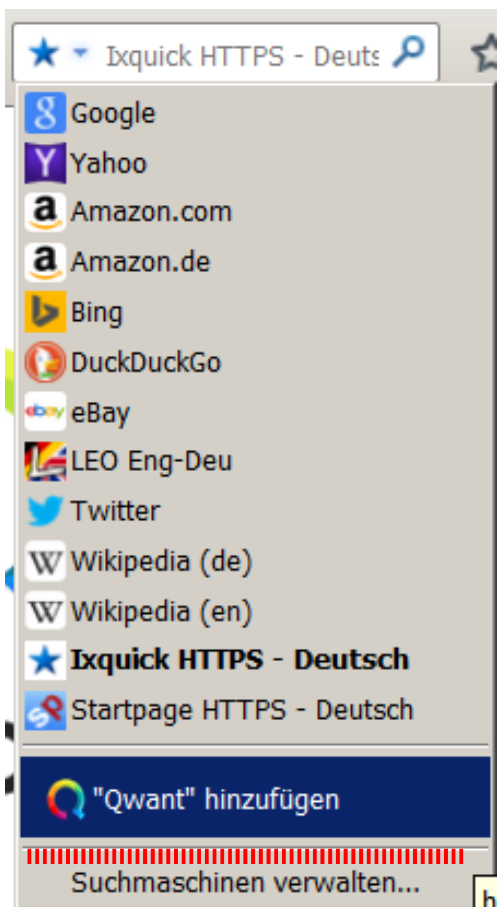 Ixquick HTTPS - Deuts
Google
Yahoo
Amazon.com
Amazon.de
Bing
DuckDuckGo
eBay
LEO Eng-Deu
Twitter
Wikipedia (de)
Wikipedia (en)
Ixquick HTTPS - Deutsch
Startpage HTTPS - Deutsch
"Qwant" hinzufügen
Suchmaschinen verwalten...
h